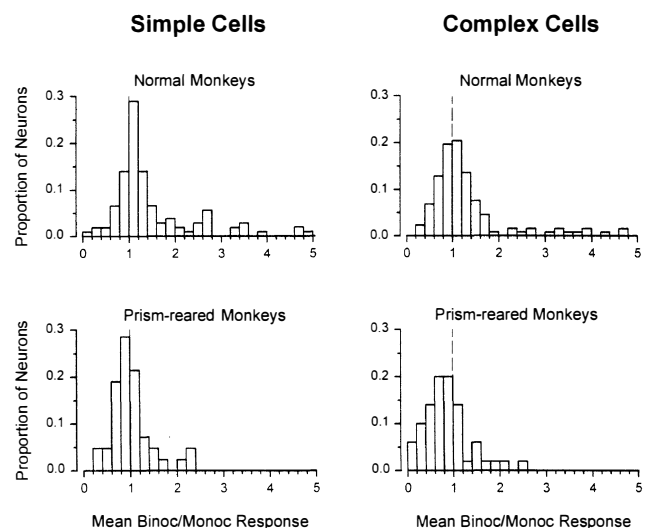 Simple Cells Complex Cells
Normal Monkeys Normal Monkeys
Proportion of Neurons
0.3 0.3
0.2 0.2
0.1 0.1
0.0 0.0
0 1 2 3 4 5 0 1 2 3 4 5
Prism-reared Monkeys Prism-reared Monkeys
Proportion of Neurons
0.3 0.3
0.2 0.2
0.1 0.1
0.0 0.0
0 1 2 3 4 5 0 1 2 3 4 5
Mean Binoc/Monoc Response Mean Binoc/Monoc Response